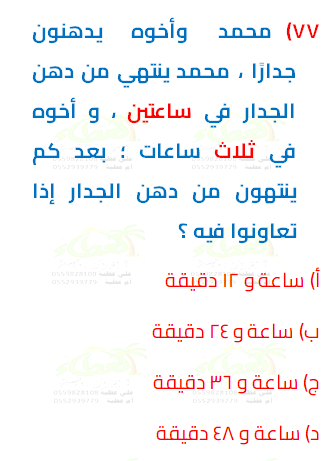 ٧٧) محمد وأخوه يدهنون
جدارًا ، محمد ينتهي من دهن
الجدار في ساعتين ، و أخوه
في ثلاث ساعات ؛ بعد كم
ينتهون من دهن الجدار إذا
تعاونوا فيه ؟
أ) ساعة و ١٢ دقيقة
ب) ساعة و ٢٤ دقيقة
ج) ساعة و ٣٦ دقيقة
د) ساعة و ٤٨ دقيقة